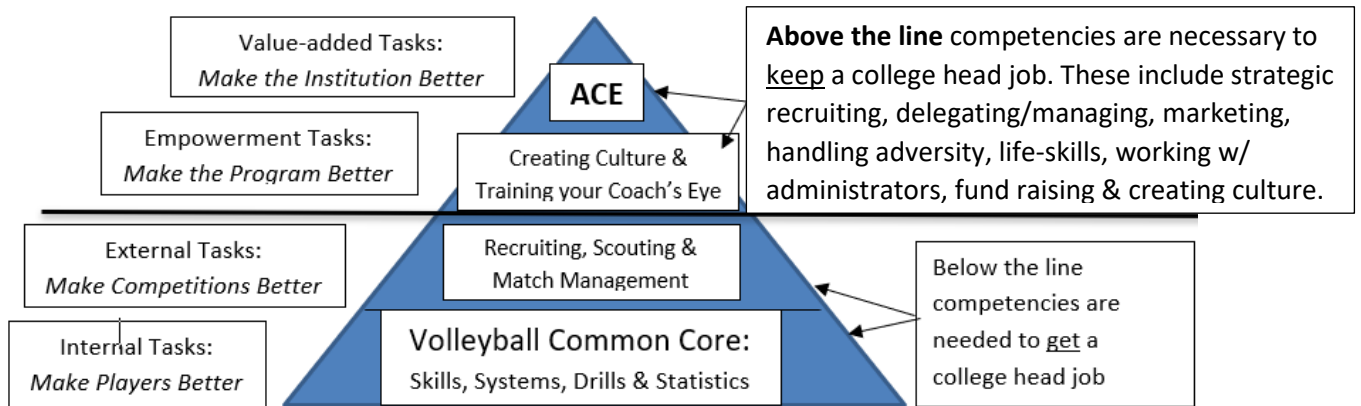 Value-added Tasks:
Make the Institution Better
ACE
Above the line competencies are necessary to
keep a college head job. These include strategic
recruiting, delegating/managing, marketing,
handling adversity, life-skills, working w/
administrators, fund raising & creating culture.
Empowerment Tasks:
Make the Program Better
Creating Culture &
Training your Coach's Eye
External Tasks:
Make Competitions Better
Recruiting, Scouting &
Match Management
Below the line
competencies are
needed to get a
college head job
Internal Tasks:
Make Players Better
Volleyball Common Core:
Skills, Systems, Drills & Statistics